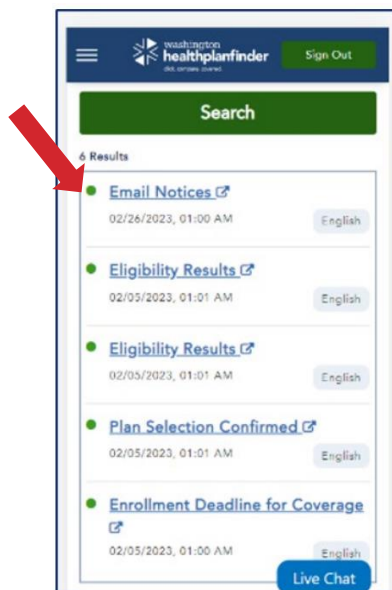 washington
healthplanfinder
click. compare. covered.
Sign Out
Search
6 Results
Email Notices
02/26/2023, 01:00 AM
English
Eligibility Results
02/05/2023, 01:01 AM
English
Eligibility Results
02/05/2023, 01:01 AM
English
Plan Selection Confirmed
02/05/2023, 01:01 AM
English
Enrollment Deadline for Coverage
02/05/2023, 01:00 AM
English
Live Chat